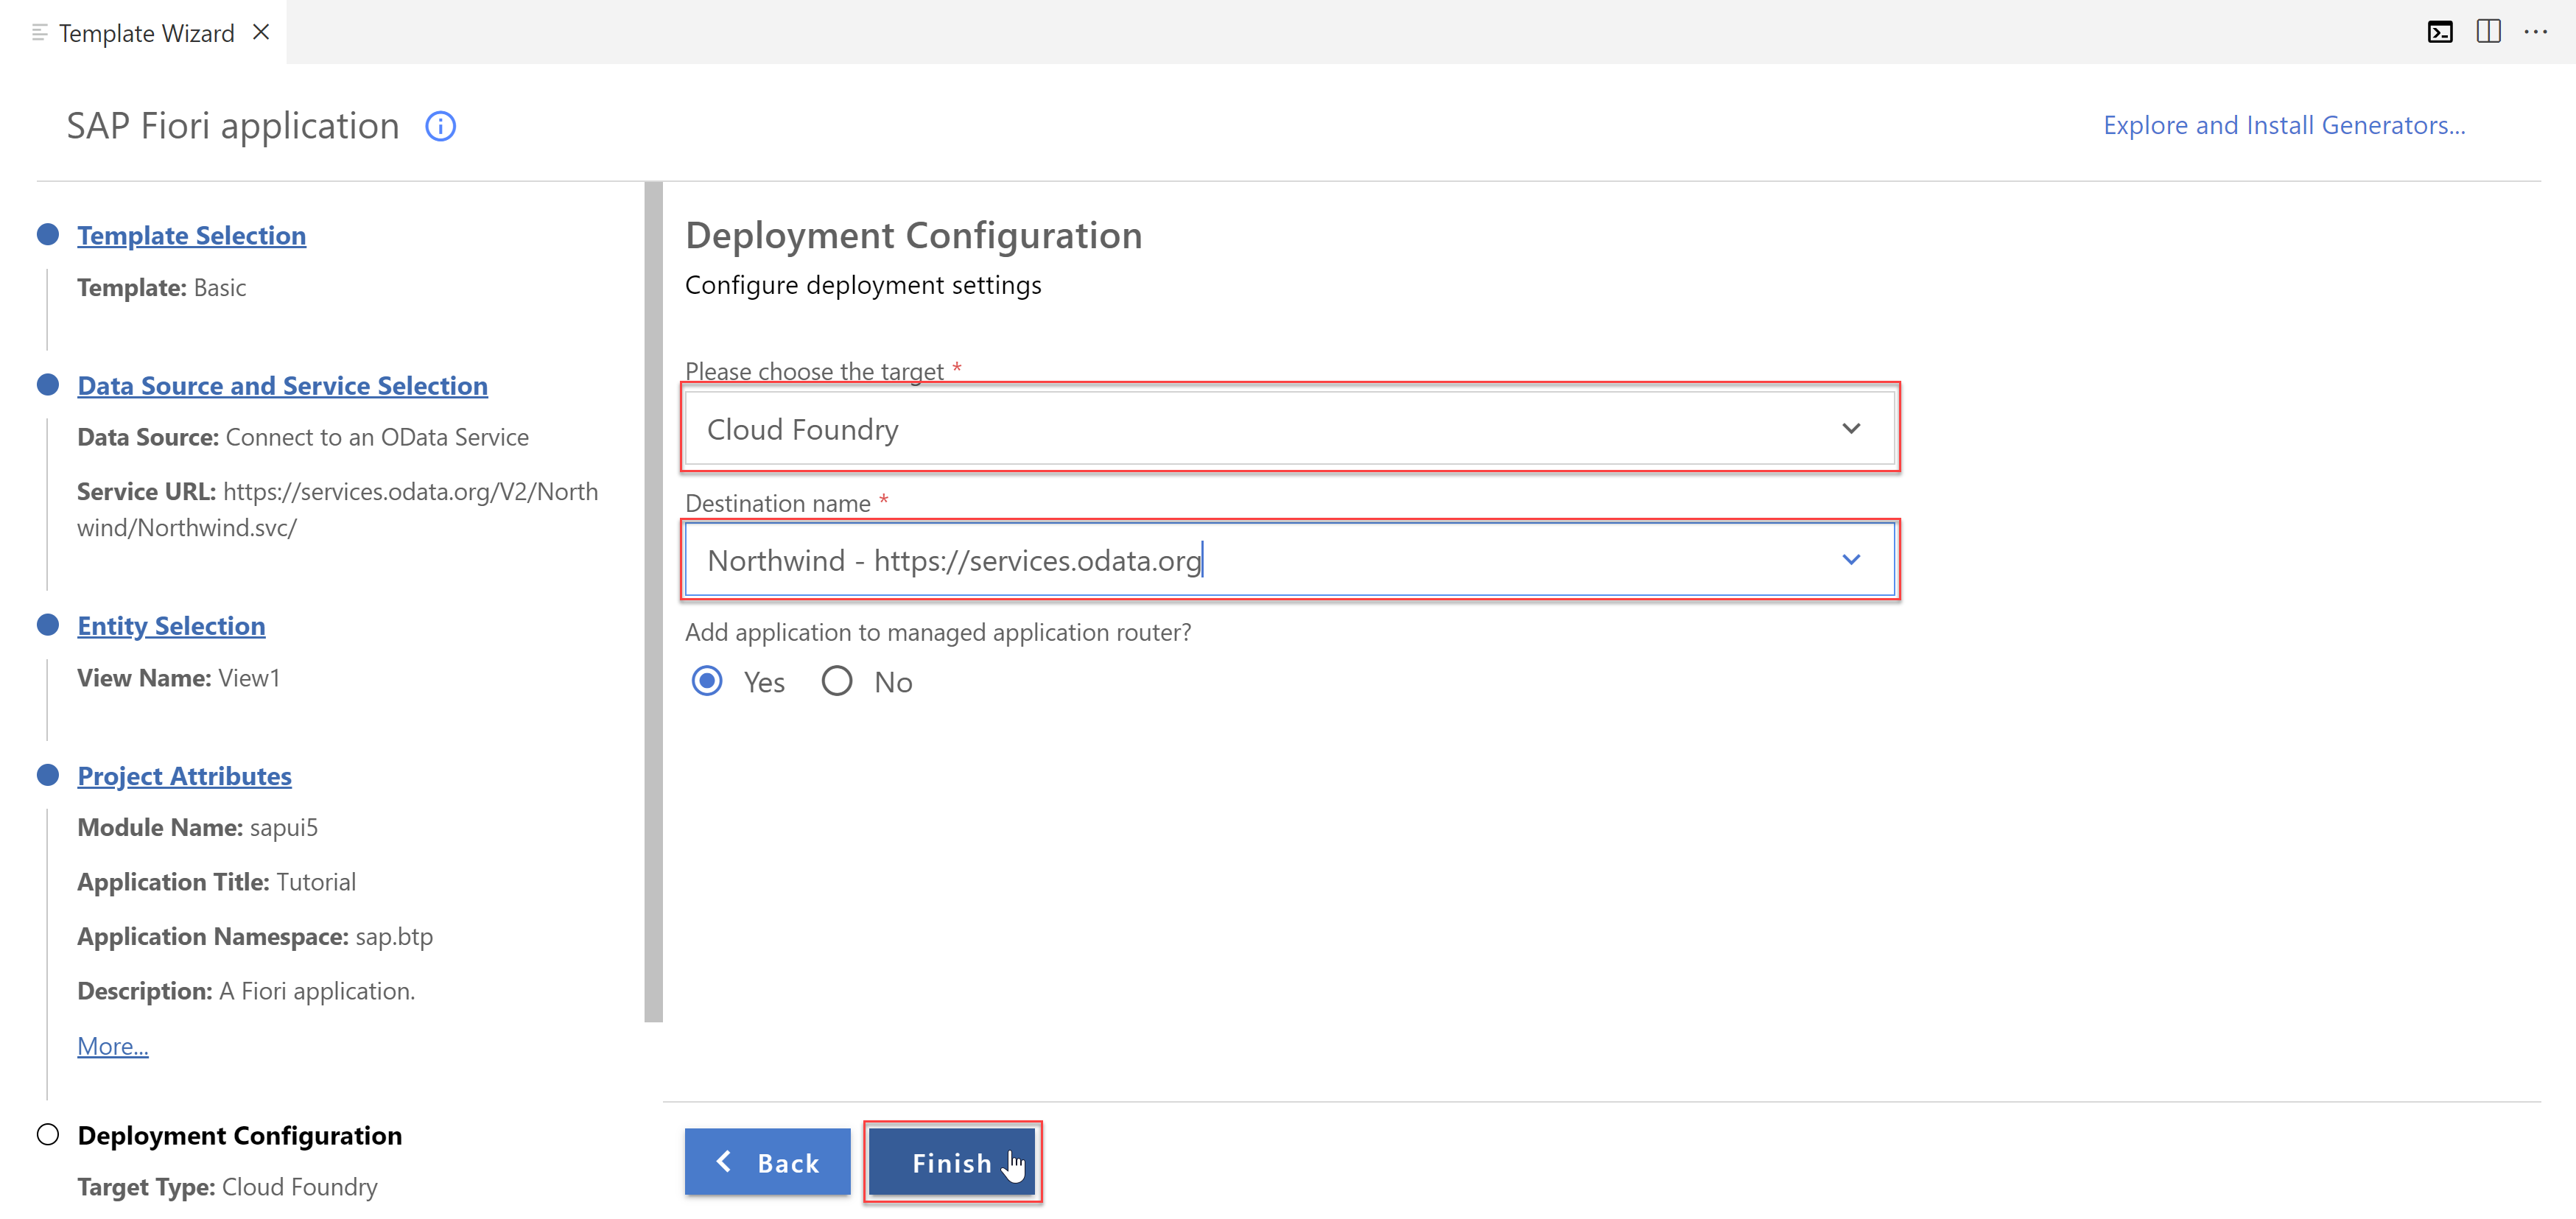 Template Wizard
SAP Fiori application
Explore and Install Generators...
Template Selection
Template: Basic
Data Source and Service Selection
Data Source: Connect to an OData Service
Service URL: https://services.odata.org/V2/North
wind/Northwind.svc/
Entity Selection
View Name: View1
Project Attributes
Module Name: sapui5
Application Title: Tutorial
Application Namespace: sap.btp
Description: A Fiori application.
More...
Deployment Configuration
Target Type: Cloud Foundry
Deployment Configuration
Configure deployment settings
Please choose the target *
Cloud Foundry
Destination name *
Northwind - https://services.odata.org
Add application to managed application router?
Yes No
Back Finish